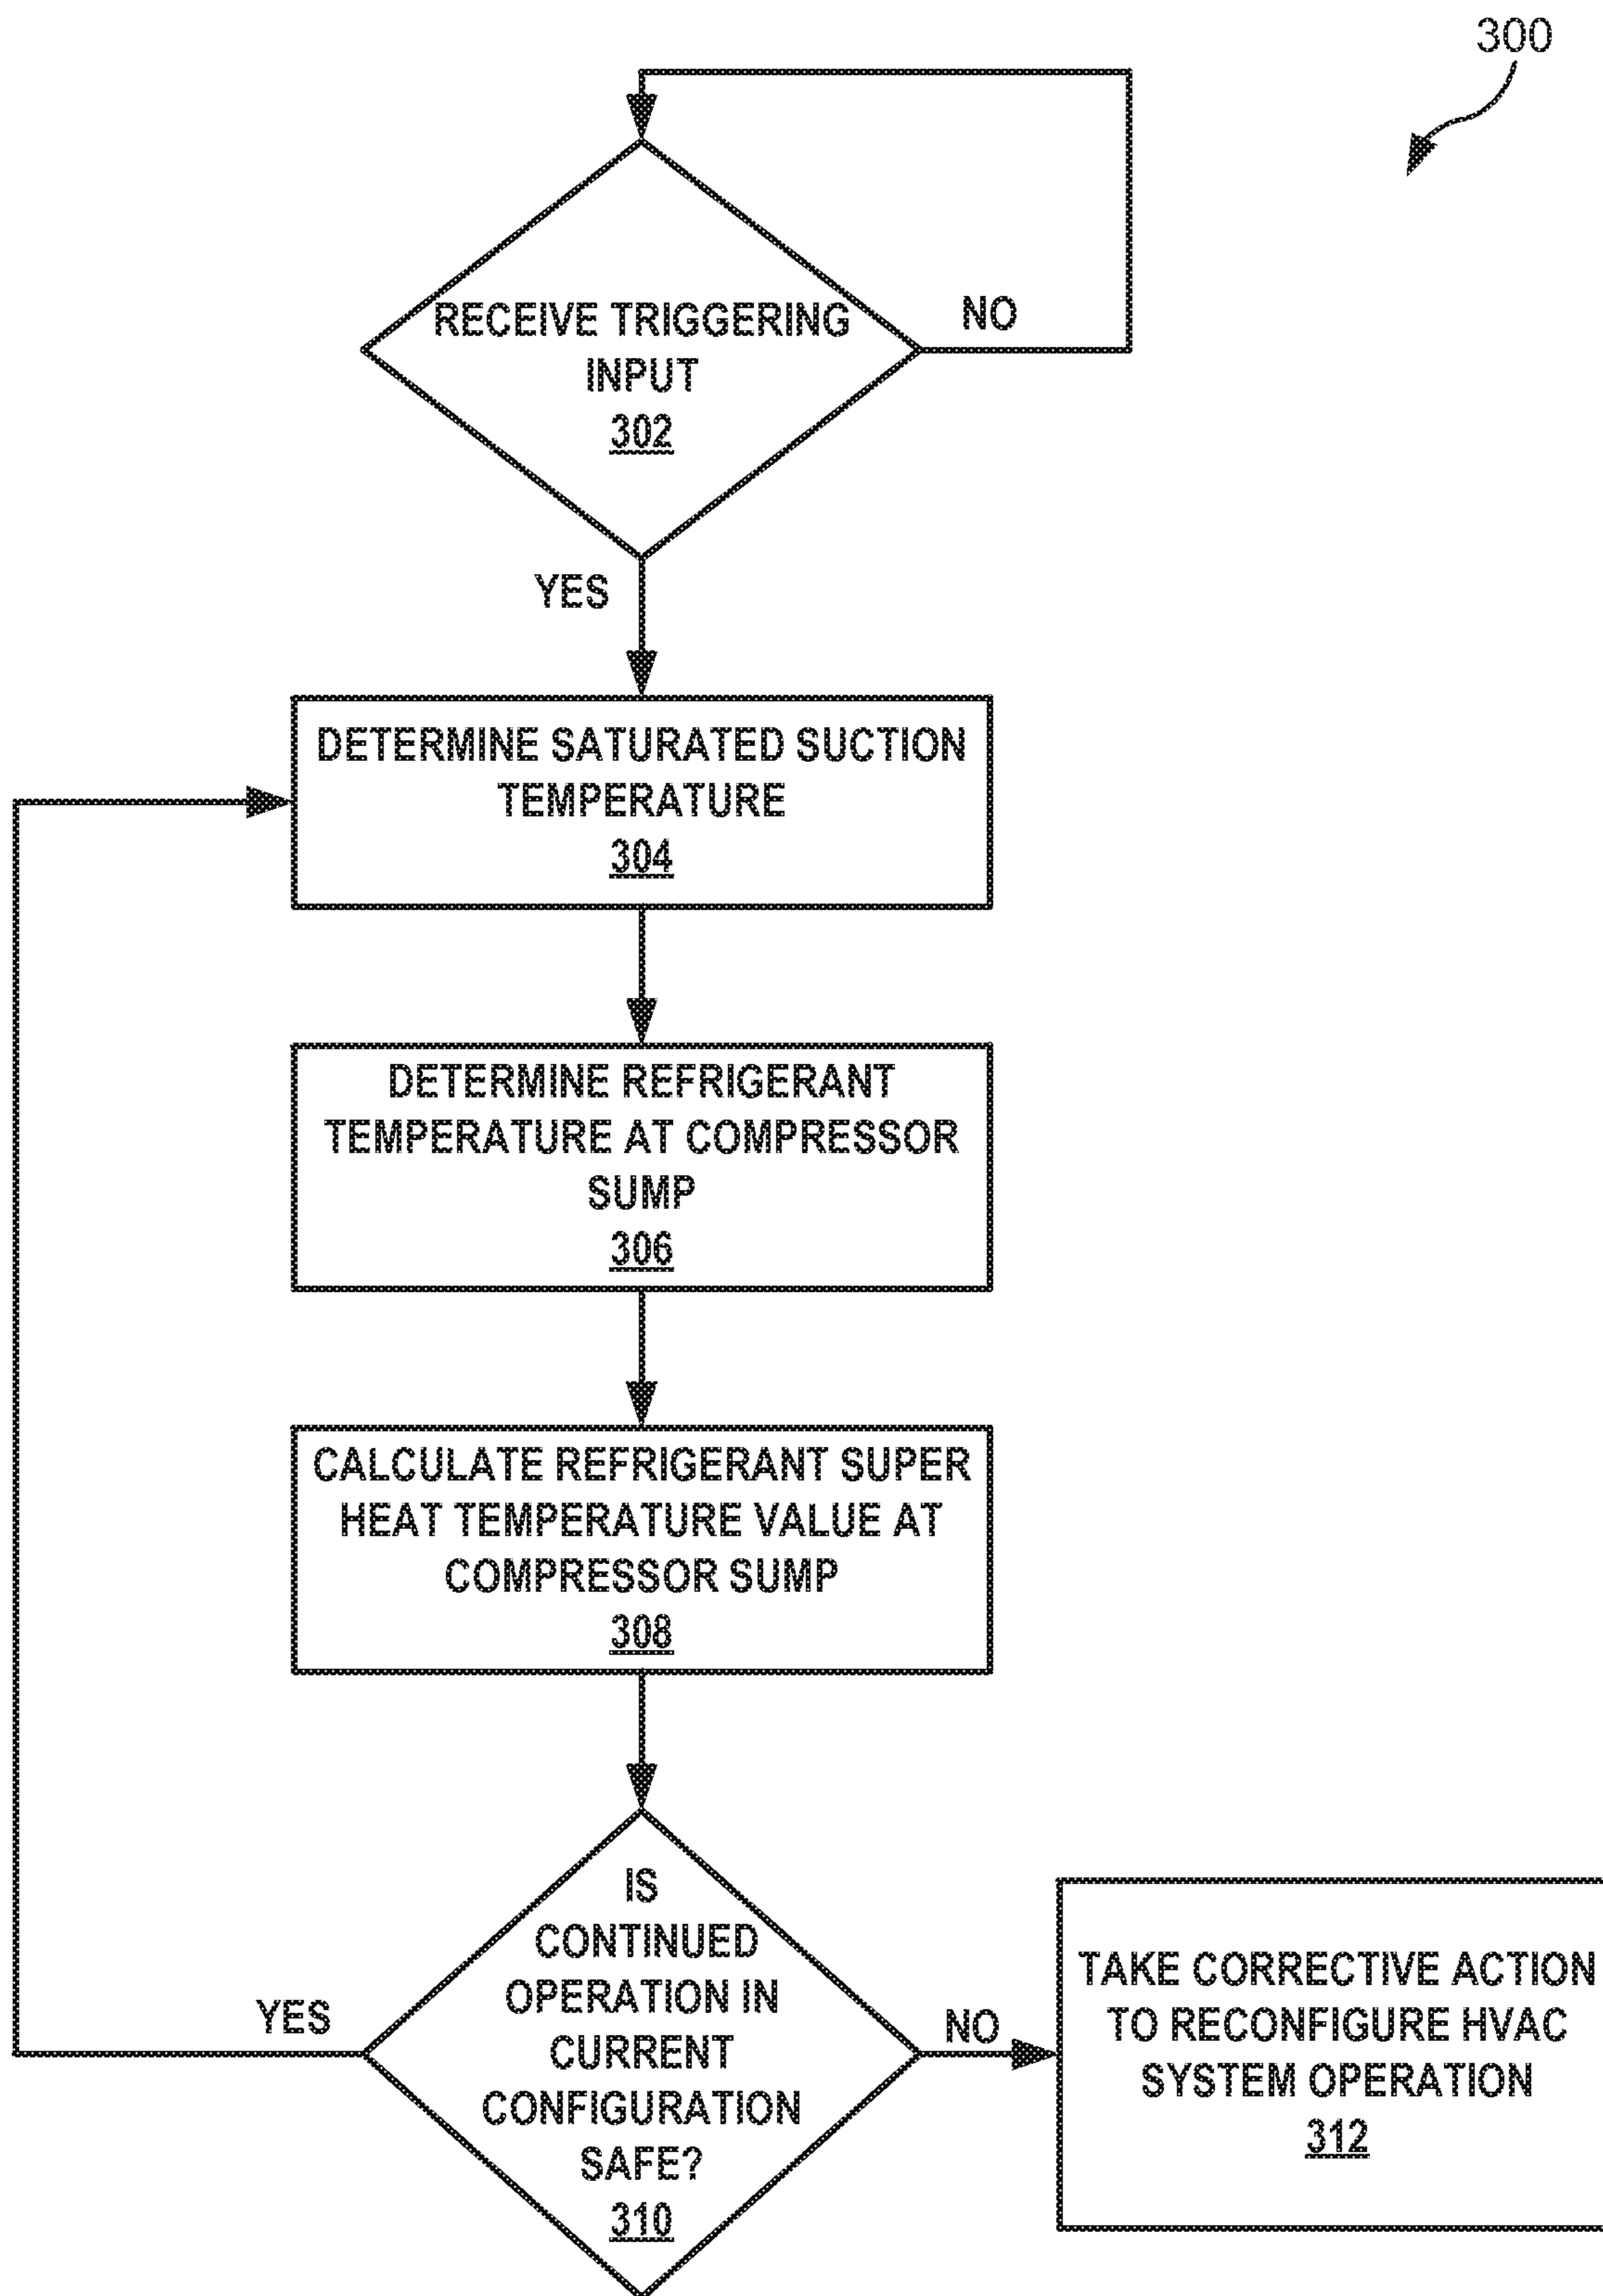 300
RECEIVE TRIGGERING
INPUT
302
NO
YES
DETERMINE SATURATED SUCTION
TEMPERATURE
304
DETERMINE REFRIGERANT
TEMPERATURE AT COMPRESSOR
SUMP
306
CALCULATE REFRIGERANT SUPER
HEAT TEMPERATURE VALUE AT
COMPRESSOR SUMP
308
IS
CONTINUED
OPERATION IN
CURRENT
CONFIGURATION
SAFE?
310
YES
NO
TAKE CORRECTIVE ACTION
TO RECONFIGURE HVAC
SYSTEM OPERATION
312